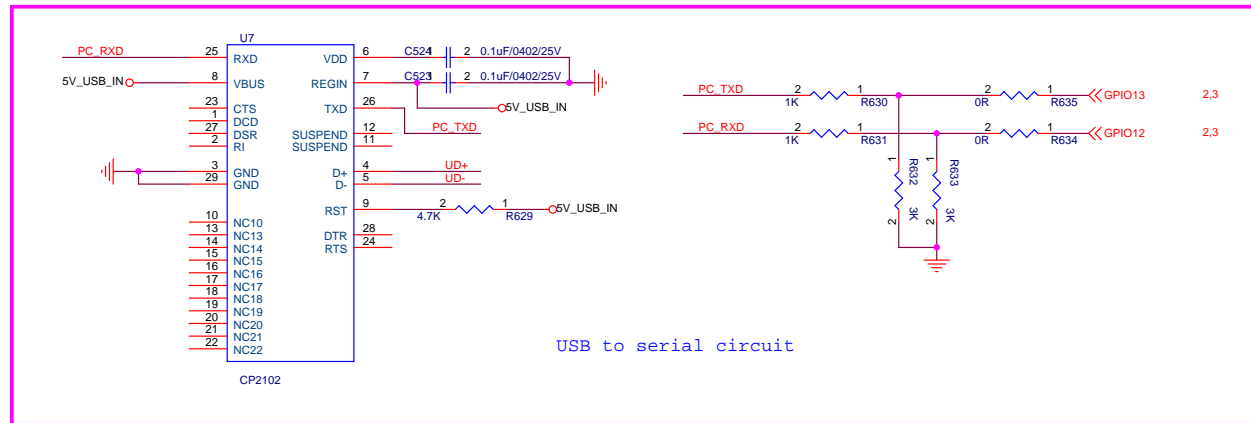 U7
PC_RXD 25 RXD VDD 6 C524 1 2 0.1uF/0402/25V
5V_USB_IN 8 VBUS REGIN 7 C523 1 2 0.1uF/0402/25V
23 CTS TXD 26 5V_USB_IN
1 DCD PC_TXD
27 DSR SUSPEND 12
2 RI SUSPEND 11
3 GND D+ 4 UD+
29 GND D- 5 UD-
RST 9 2 1 5V_USB_IN
4.7K R629
10 NC10
13 NC13 DTR 28
14 NC14 RTS 24
15 NC15
16 NC16
17 NC17
18 NC18
19 NC19
20 NC20
21 NC21
22 NC22
CP2102
PC_TXD 2 1 2 1 GPIO13 2,3
1K R630 0R R635
PC_RXD 2 1 2 1 GPIO12 2,3
1K R631 0R R634
1 R632 3K 2
1 R633 3K 2
USB to serial circuit